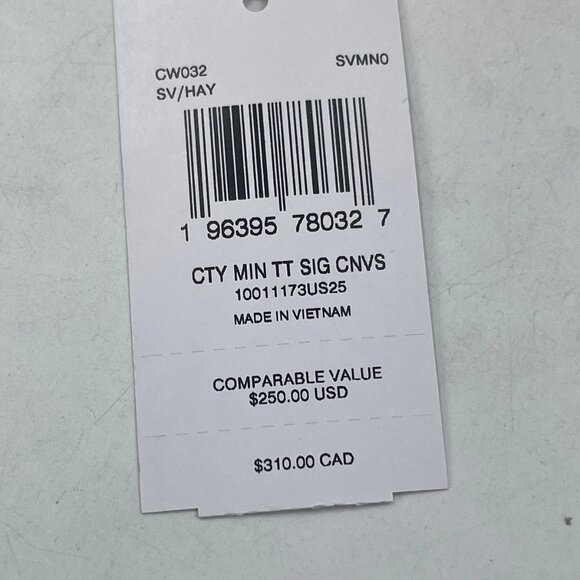 CW032 SVMN0
SV/HAY
1 96395 78032 7
CTY MIN TT SIG CNVS
10011173US25
MADE IN VIETNAM
COMPARABLE VALUE
$250.00 USD
$310.00 CAD